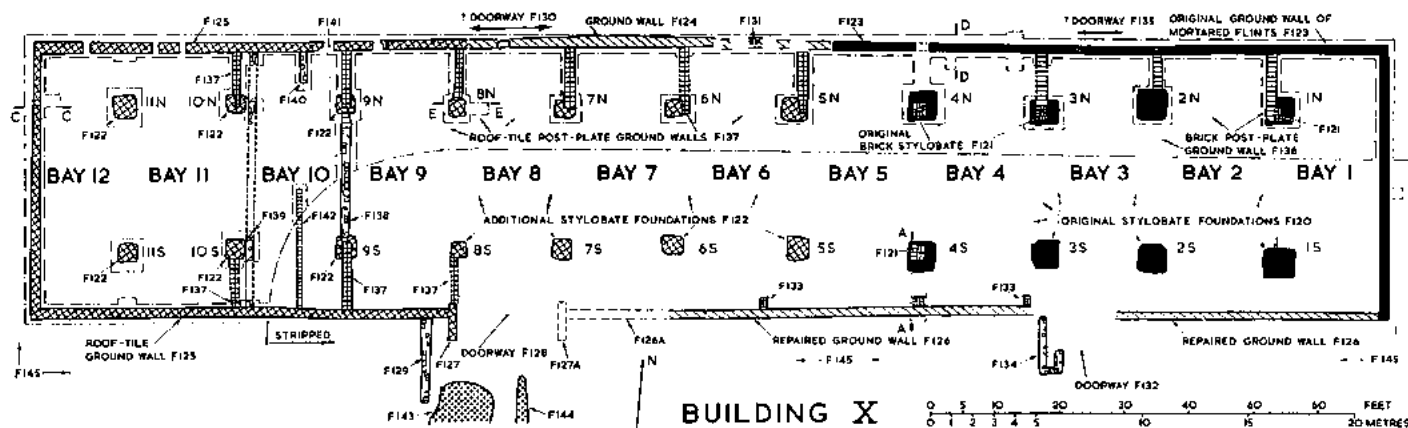 F125 F141 ? DOORWAY F130 GROUND WALL F124 F131 F123 D ? DOORWAY F135 ORIGINAL GROUND WALL OF
MORTARED FLINTS F123
D
F137
F140
11N 10N 9N 8N 7N 6N 5N 4N 3N 2N 1N
C C E E
F122 F122 F122 ROOF-TILE POST-PLATE GROUND WALLS F137 ORIGINAL
BRICK STYLOBATE F121
BRICK POST-PLATE
GROUND WALL F136
F121
BAY 12 BAY 11 BAY 10 BAY 9 BAY 8 BAY 7 BAY 6 BAY 5 BAY 4 BAY 3 BAY 2 BAY 1
F139 F142 F138 ADDITIONAL STYLOBATE FOUNDATIONS F122 ORIGINAL STYLOBATE FOUNDATIONS F120
A
11S 10S 9S 8S 7S 6S 5S F121 4S 3S 2S 1S
F122 F122 F122
F137 F137 F137 F133 F133
A
ROOF-TILE
GROUND WALL F125
STRIPPED
F126A REPAIRED GROUND WALL F126 REPAIRED GROUND WALL F126
F145 F129 F127 DOORWAY F128 F127A N F145 F134 F145
DOORWAY F132
F143 F144
BUILDING X
0 5 10 20 30 40 50 60 FEET
0 1 2 3 4 5 10 15 20 METRES